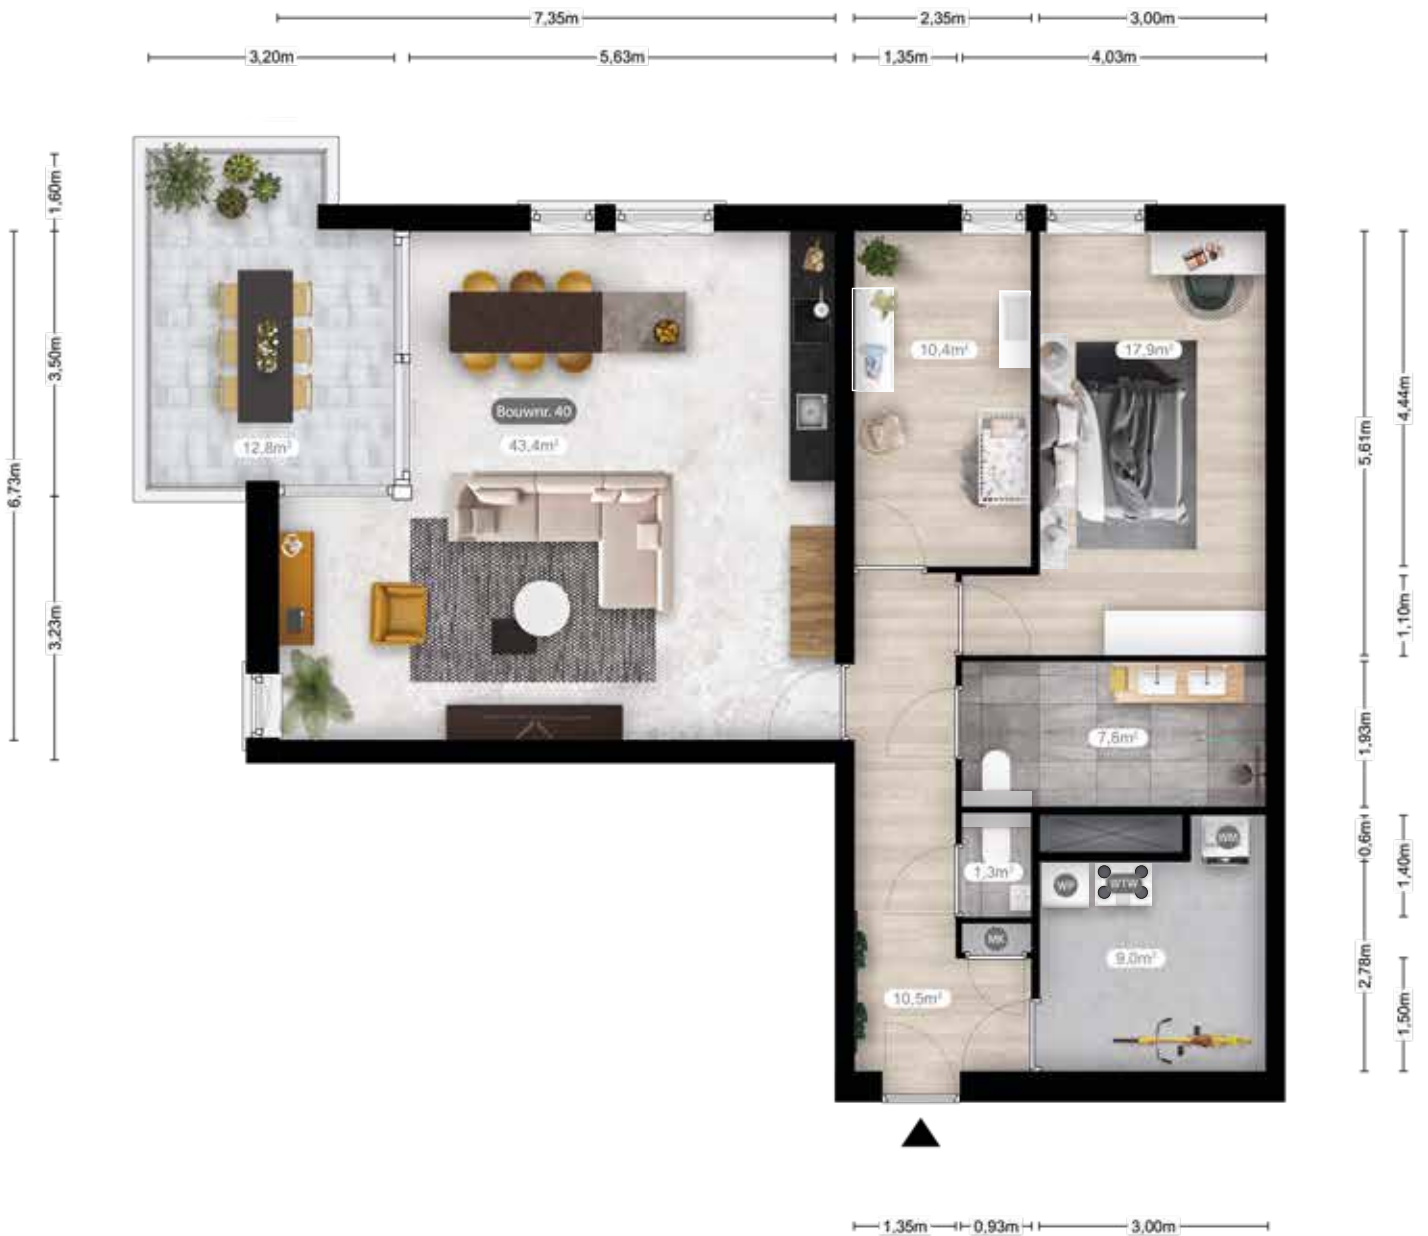 7,35m 2,35m 3,00m
3,20m 5,63m 1,35m 4,03m
1,60m
3,50m
6,73m
3,23m
4,44m
5,61m
1,10m
1,93m
0,6m
1,40m
2,78m
1,50m
10,4m² 17,9m²
Bouwnr. 40
12,8m² 43,4m²
7,6m²
WM
1,3m² WP WTW
MK
9,0m²
10,5m²
1,35m 0,93m 3,00m